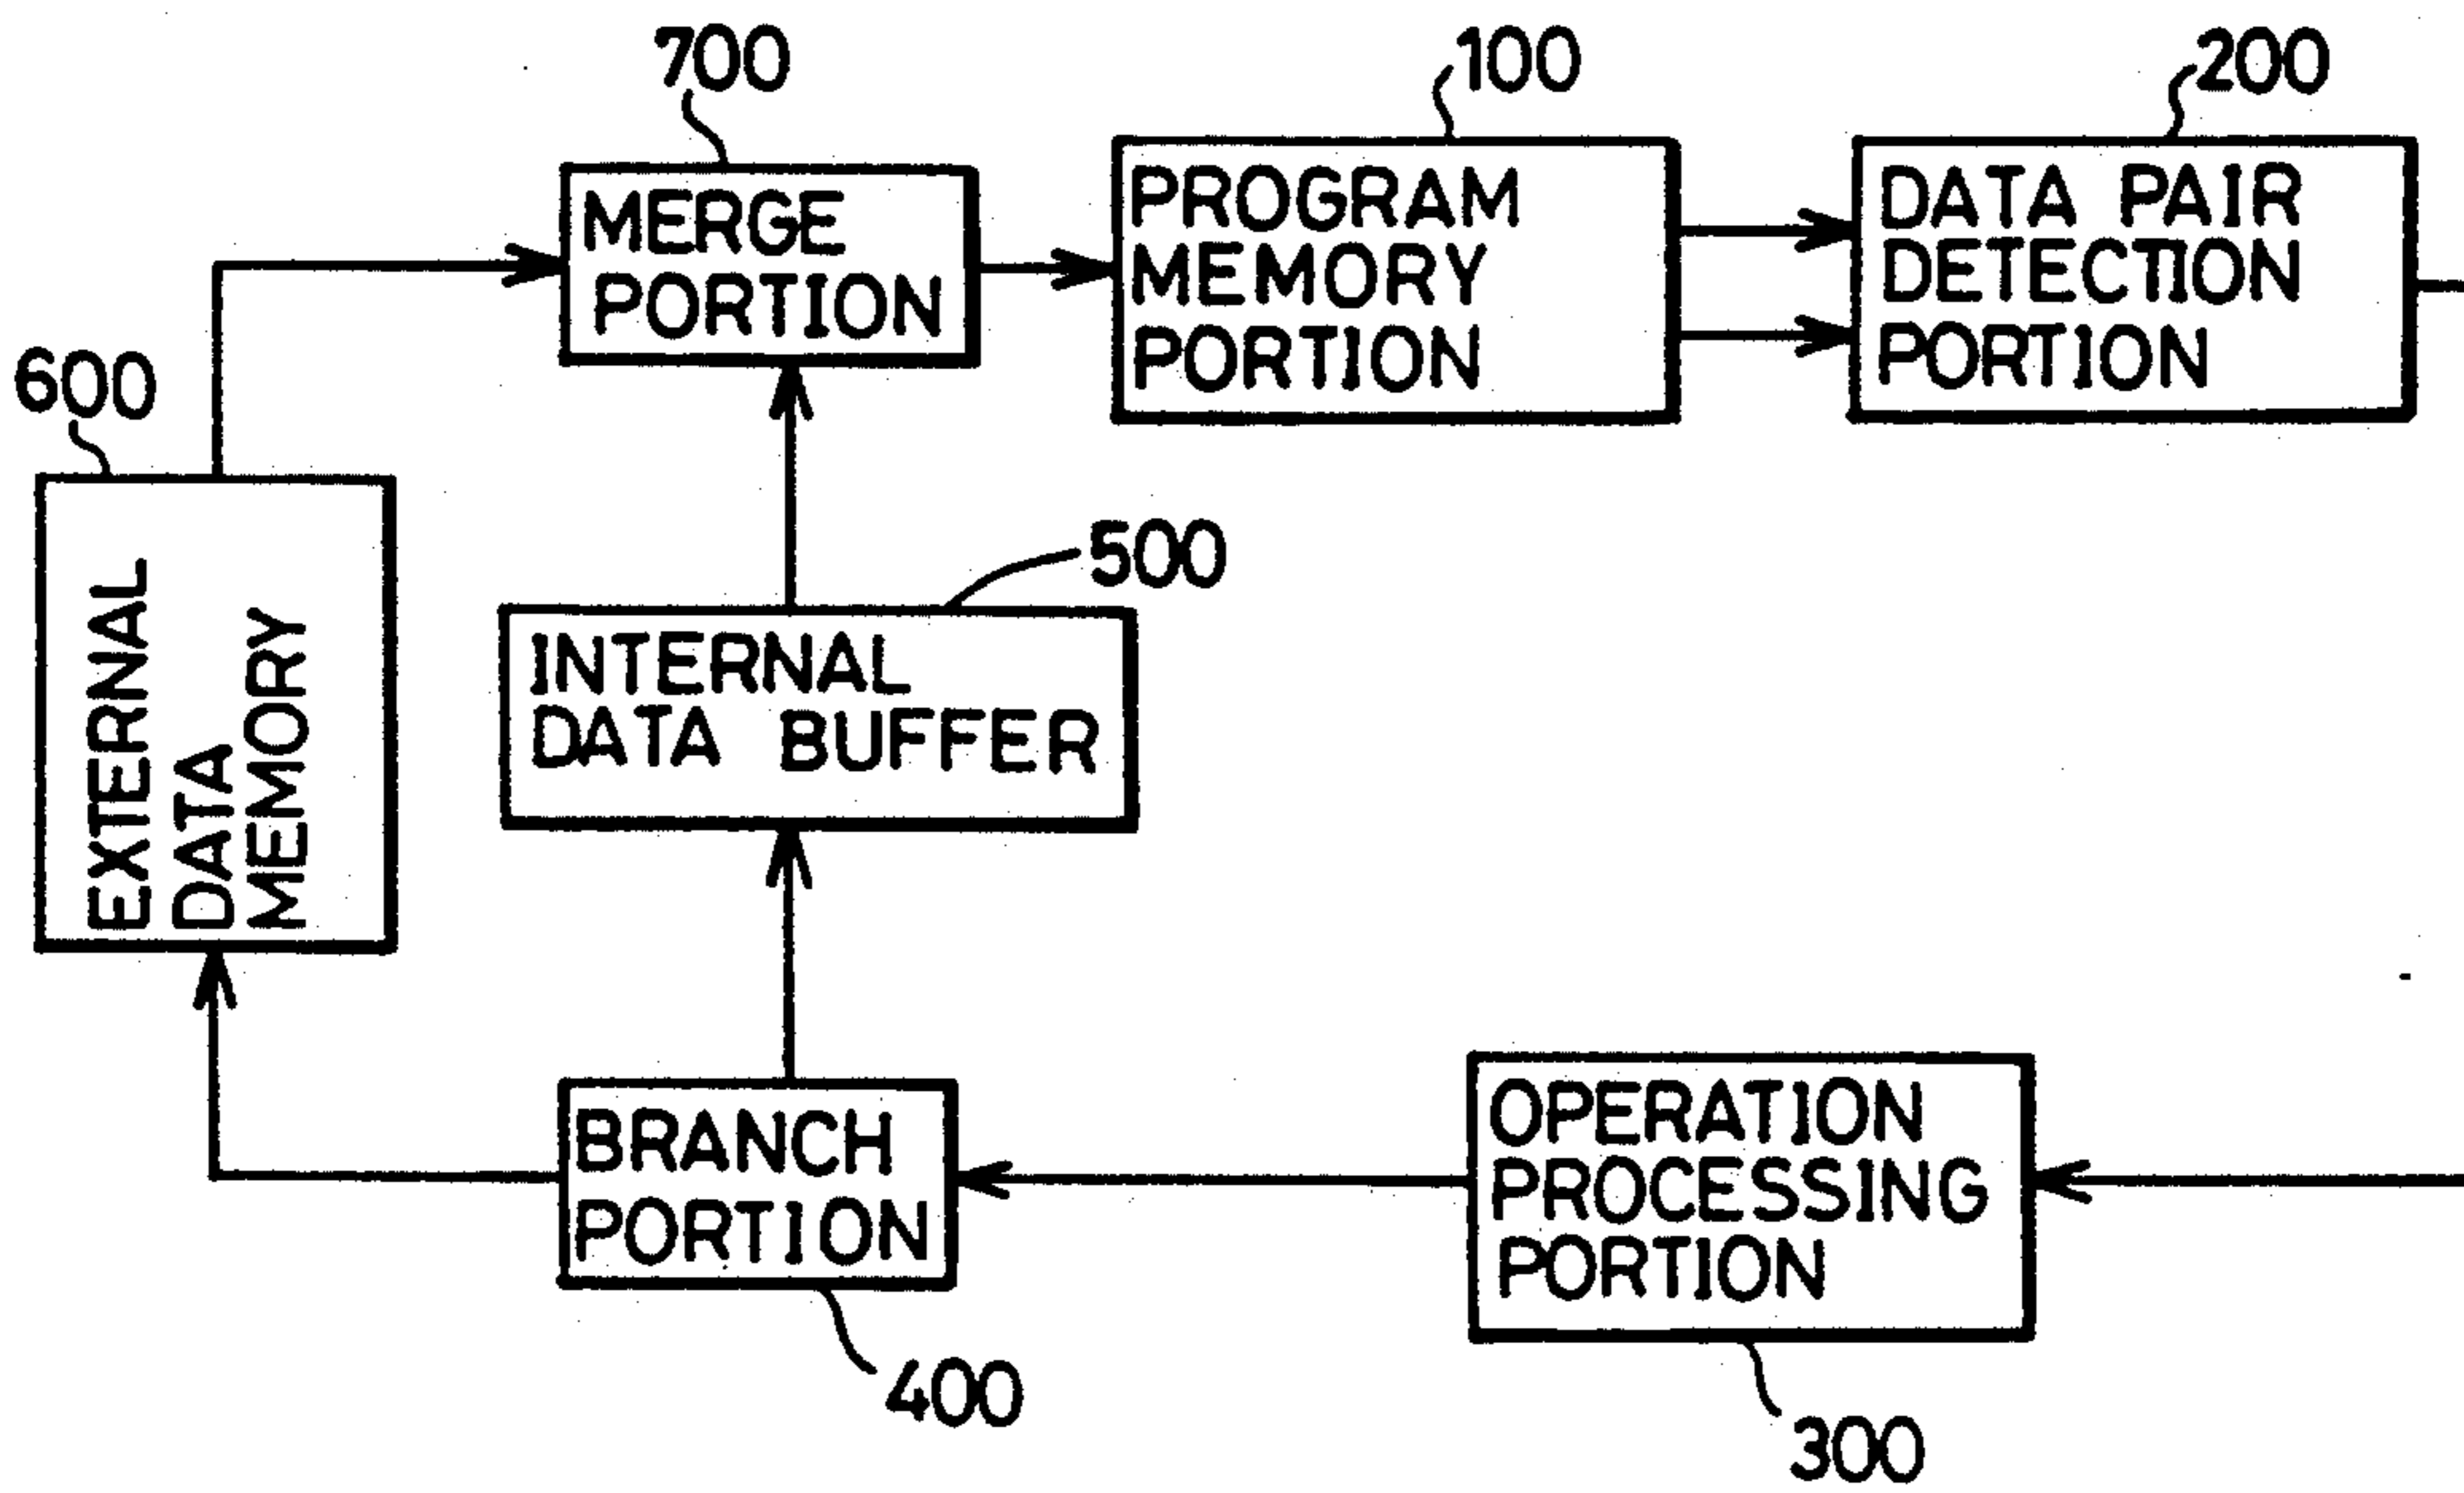 700
100
200
MERGE
PORTION
PROGRAM
MEMORY
PORTION
DATA PAIR
DETECTION
PORTION
600
EXTERNAL
DATA
MEMORY
500
INTERNAL
DATA BUFFER
BRANCH
PORTION
400
OPERATION
PROCESSING
PORTION
300